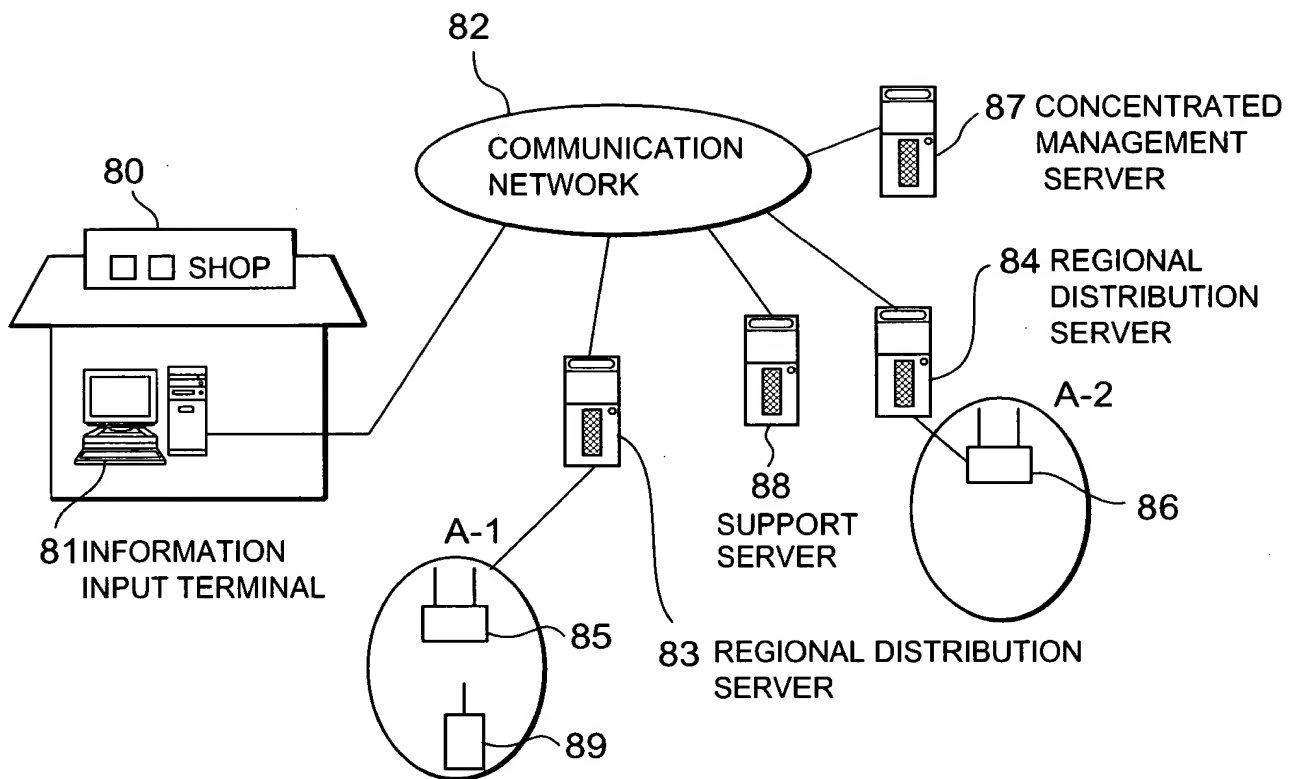 82
COMMUNICATION
NETWORK
87 CONCENTRATED
MANAGEMENT
SERVER
80
SHOP
84 REGIONAL
DISTRIBUTION
SERVER
A-2
86
88
SUPPORT
SERVER
81 INFORMATION
INPUT TERMINAL
A-1
85
83 REGIONAL DISTRIBUTION
SERVER
89